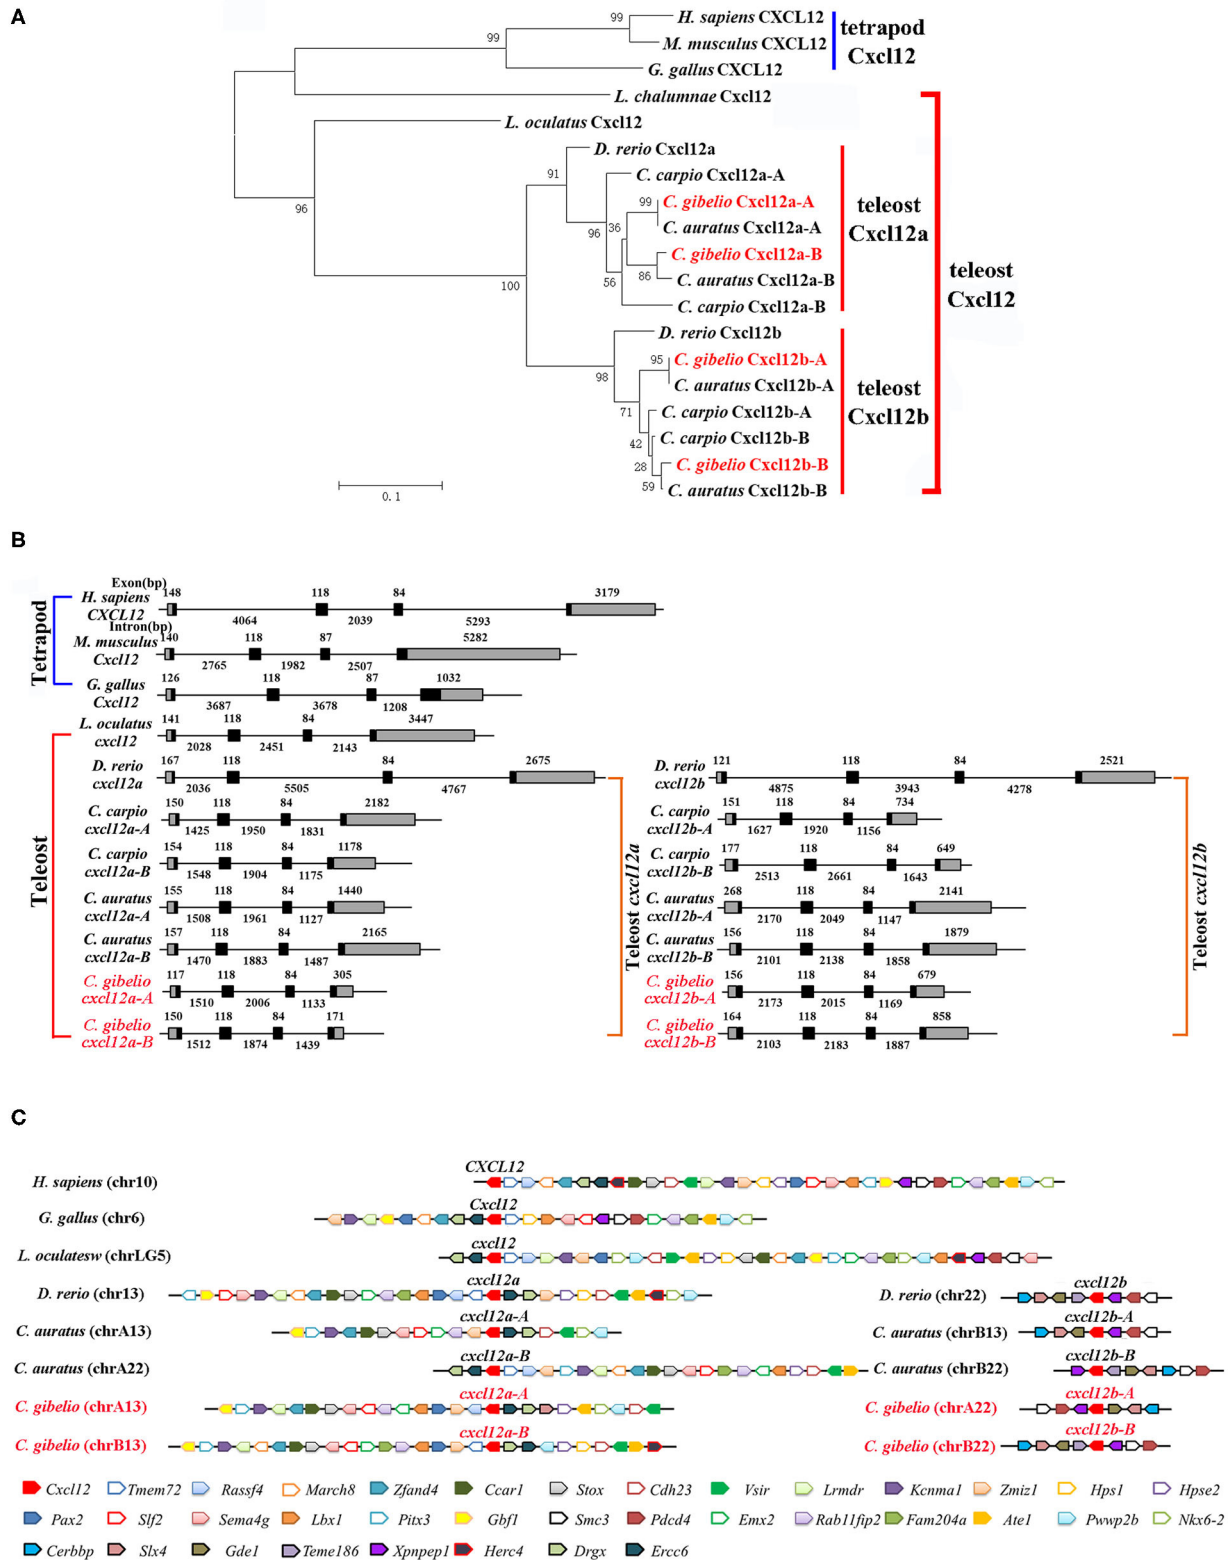 A
99 H. sapiens CXCL12
99 M. musculus CXCL12
G. gallus CXCL12
tetrapod
Cxcl12
L. chalumnae Cxcl12
L. oculatus Cxcl12
96
D. rerio Cxcl12a
91
C. carpio Cxcl12a-A
99 C. gibelio Cxcl12a-A
96 36 C. auratus Cxcl12a-A
C. gibelio Cxcl12a-B
56 86 C. auratus Cxcl12a-B
C. carpio Cxcl12a-B
teleost
Cxcl12a
100
teleost
Cxcl12
D. rerio Cxcl12b
95 C. gibelio Cxcl12b-A
98 C. auratus Cxcl12b-A
71 C. carpio Cxcl12b-A
42 C. carpio Cxcl12b-B
28 C. gibelio Cxcl12b-B
59 C. auratus Cxcl12b-B
teleost
Cxcl12b
0.1
B
Tetrapod
Exon(bp)
H. sapiens 148 118 84 3179
CXCL12 4064 2039 5293
Intron(bp)
M. musculus 140 118 87 5282
Cxcl12 2765 1982 2507
G. gallus 126 118 87 1032
Cxcl12 3687 3678 1208
Teleost
L. oculatus 141 118 84 3447
cxcl12 2028 2451 2143
D. rerio 167 118 84 2675
cxcl12a 2036 5505 4767
C. carpio 150 118 84 2182
cxcl12a-A 1425 1950 1831
C. carpio 154 118 84 1178
cxcl12a-B 1548 1904 1175
C. auratus 155 118 84 1440
cxcl12a-A 1508 1961 1127
C. auratus 157 118 84 2165
cxcl12a-B 1470 1883 1487
C. gibelio 117 118 84 305
cxcl12a-A 1510 2006 1133
C. gibelio 150 118 84 171
cxcl12a-B 1512 1874 1439
Teleost cxcl12a
D. rerio 121 118 84 2521
cxcl12b 4875 3943 4278
C. carpio 151 118 84 734
cxcl12b-A 1627 1920 1156
C. carpio 177 118 84 649
cxcl12b-B 2513 2661 1643
C. auratus 268 118 84 2141
cxcl12b-A 2170 2049 1147
C. auratus 156 118 84 1879
cxcl12b-B 2101 2138 1858
C. gibelio 156 118 84 679
cxcl12b-A 2173 2015 1169
C. gibelio 164 118 84 858
cxcl12b-B 2103 2183 1887
Teleost cxcl12b
C
CXCL12
H. sapiens (chr10)
Cxcl12
G. gallus (chr6)
cxcl12
L. oculatesw (chrLG5)
cxcl12a
D. rerio (chr13)
cxcl12b
D. rerio (chr22)
cxcl12a-A
C. auratus (chrA13)
cxcl12b-A
C. auratus (chrB13)
cxcl12a-B
C. auratus (chrA22)
cxcl12b-B
C. auratus (chrB22)
cxcl12a-A
C. gibelio (chrA13)
cxcl12b-A
C. gibelio (chrA22)
cxcl12a-B
C. gibelio (chrB13)
cxcl12b-B
C. gibelio (chrB22)
Cxcl12 Tmem72 Rassf4 March8 Zfand4 Ccar1 Stox Cdh23 Vsir Lrmdr Kcnma1 Zmiz1 Hps1 Hpse2
Pax2 Slf2 Sema4g Lbx1 Pitx3 Gbf1 Smc3 Pdcd4 Emx2 Rab11fip2 Fam204a Ate1 Pwwp2b Nkx6-2
Cerbbp Slx4 Gde1 Teme186 Xpnpep1 Herc4 Drgx Ercc6